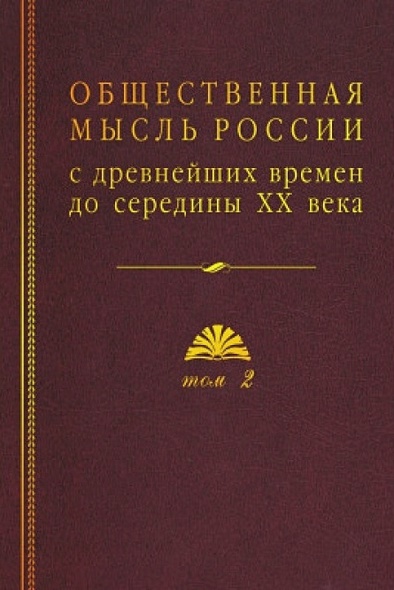 ОБЩЕСТВЕННАЯ
МЫСЛЬ РОССИИ
с древнейших времен
до середины XX века
том 2